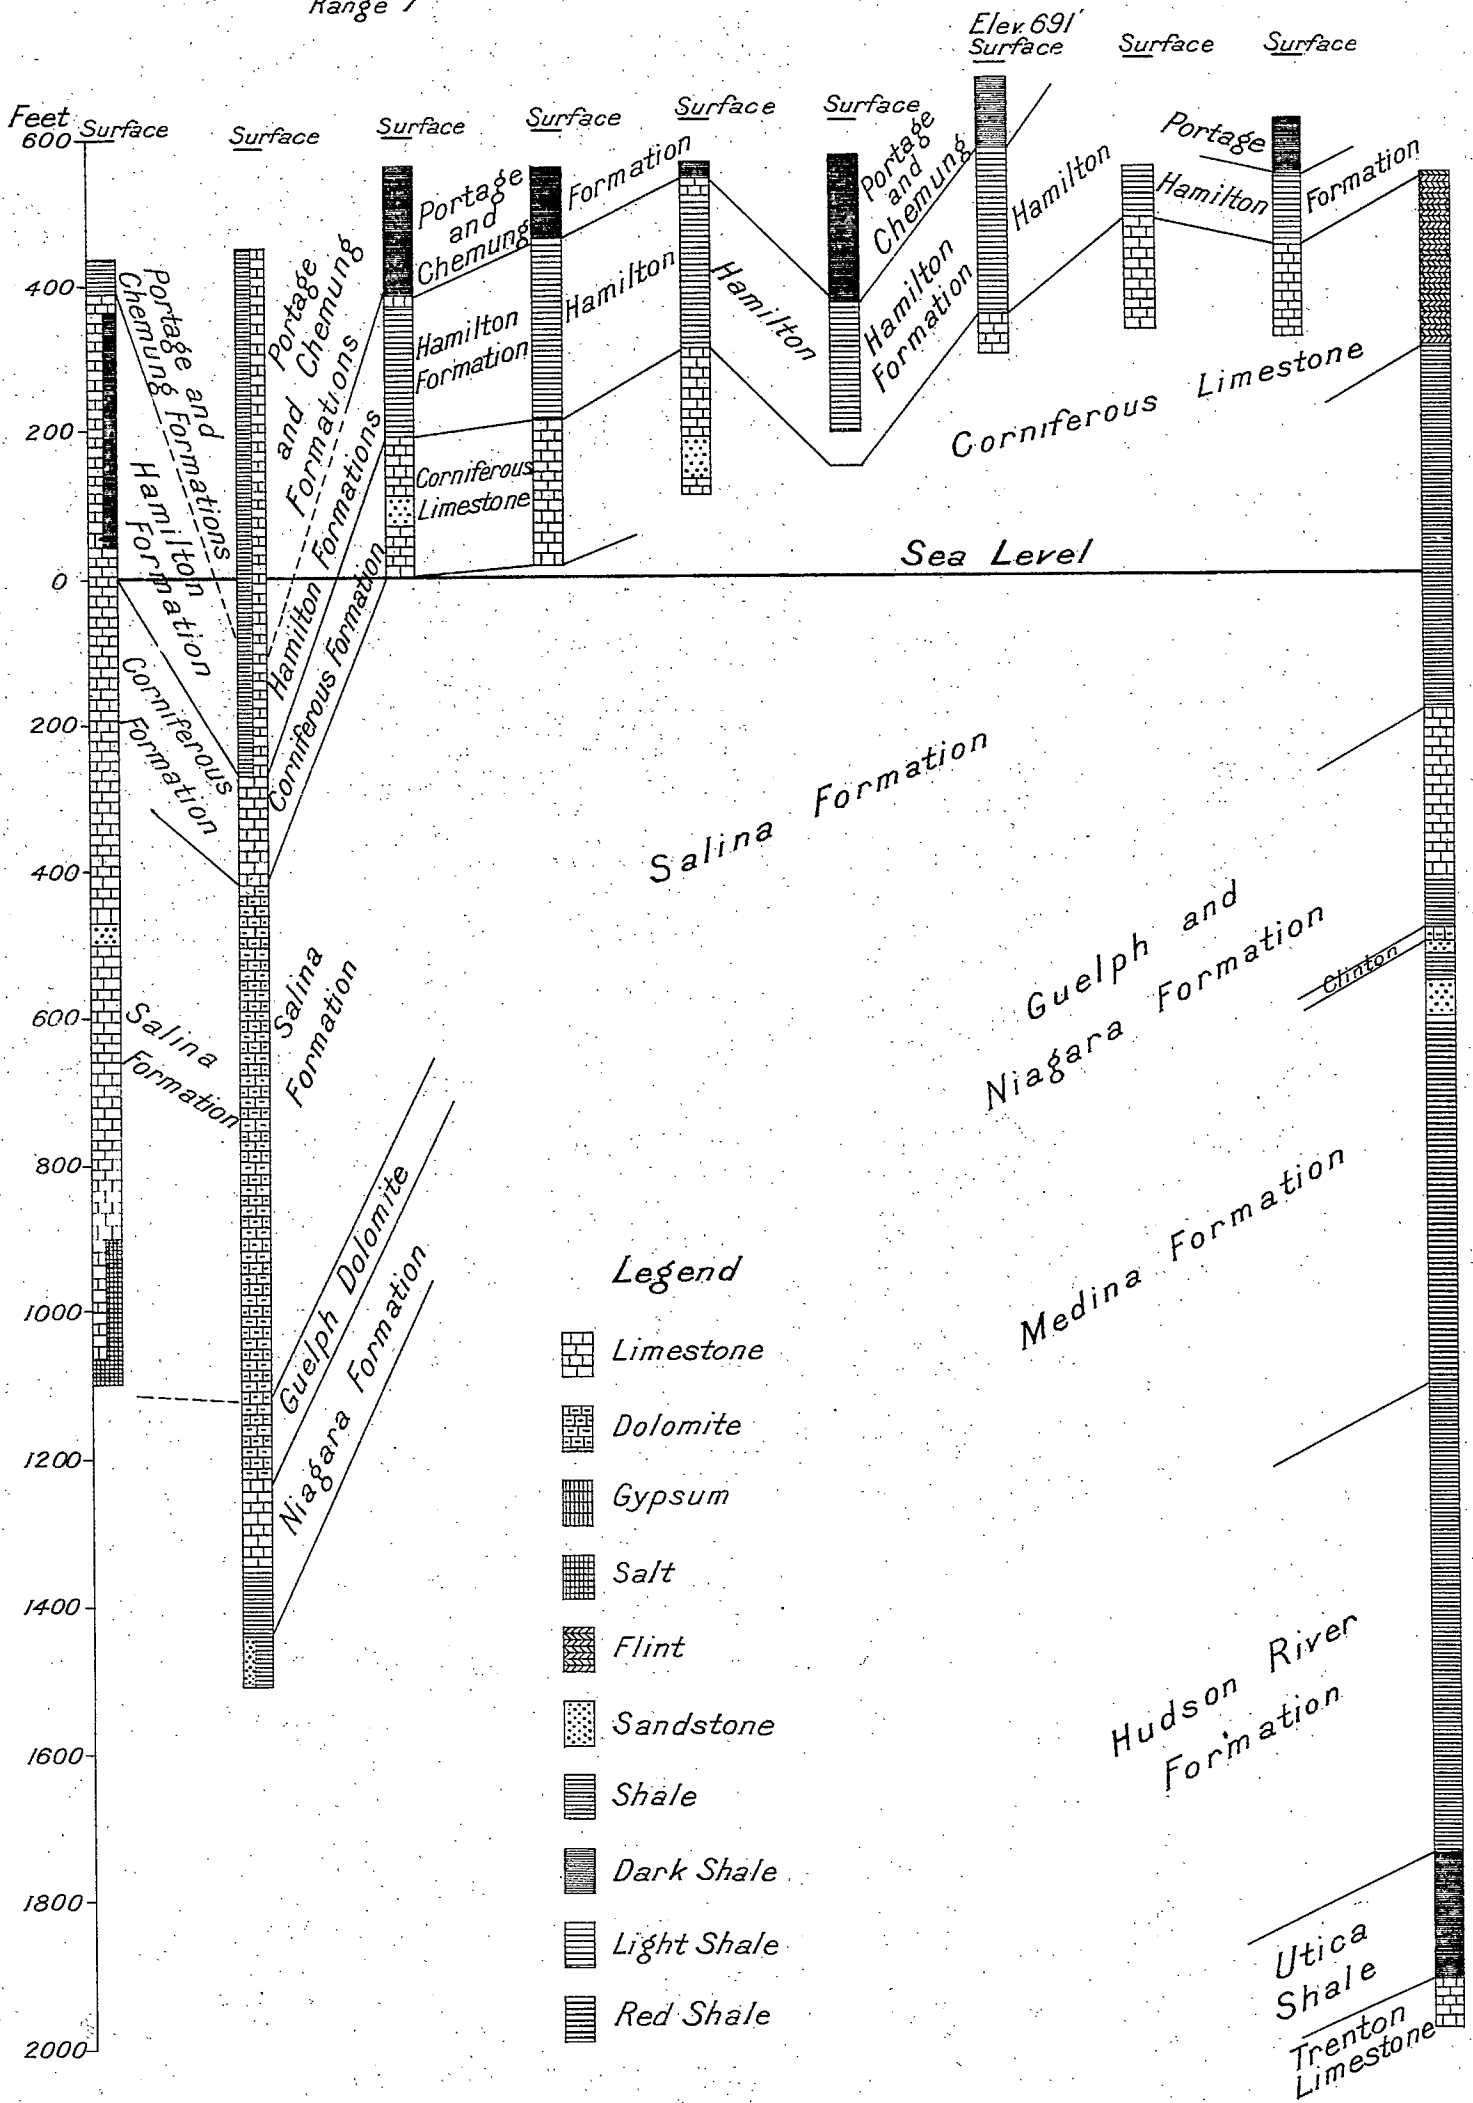 Range 7
Elev. 691'
Surface
Surface
Surface
Feet
600
Surface
Surface
Surface
Surface
Surface
Surface
400
200
0
200
400
600
800
1000
1200
1400
1600
1800
2000
Portage and
Chemung Formations
Hamilton
Formation
Corniferous
Formation
Salina
Formation
Portage
and Chemung
Formations
Hamilton Formations
Corniferous Formation
Salina
Formation
Guelph Dolomite
Niagara Formation
Portage
and
Chemung
Formation
Hamilton
Formation
Hamilton
Corniferous
Limestone
Hamilton
Portage
and
Chemung
Hamilton
Formation
Hamilton
Portage
Hamilton
Formation
Corniferous Limestone
Sea Level
Salina Formation
Guelph and
Niagara Formation
Clinton
Medina Formation
Hudson River
Formation
Utica
Shale
Trenton
Limestone
Legend
Limestone
Dolomite
Gypsum
Salt
Flint
Sandstone
Shale
Dark Shale
Light Shale
Red Shale